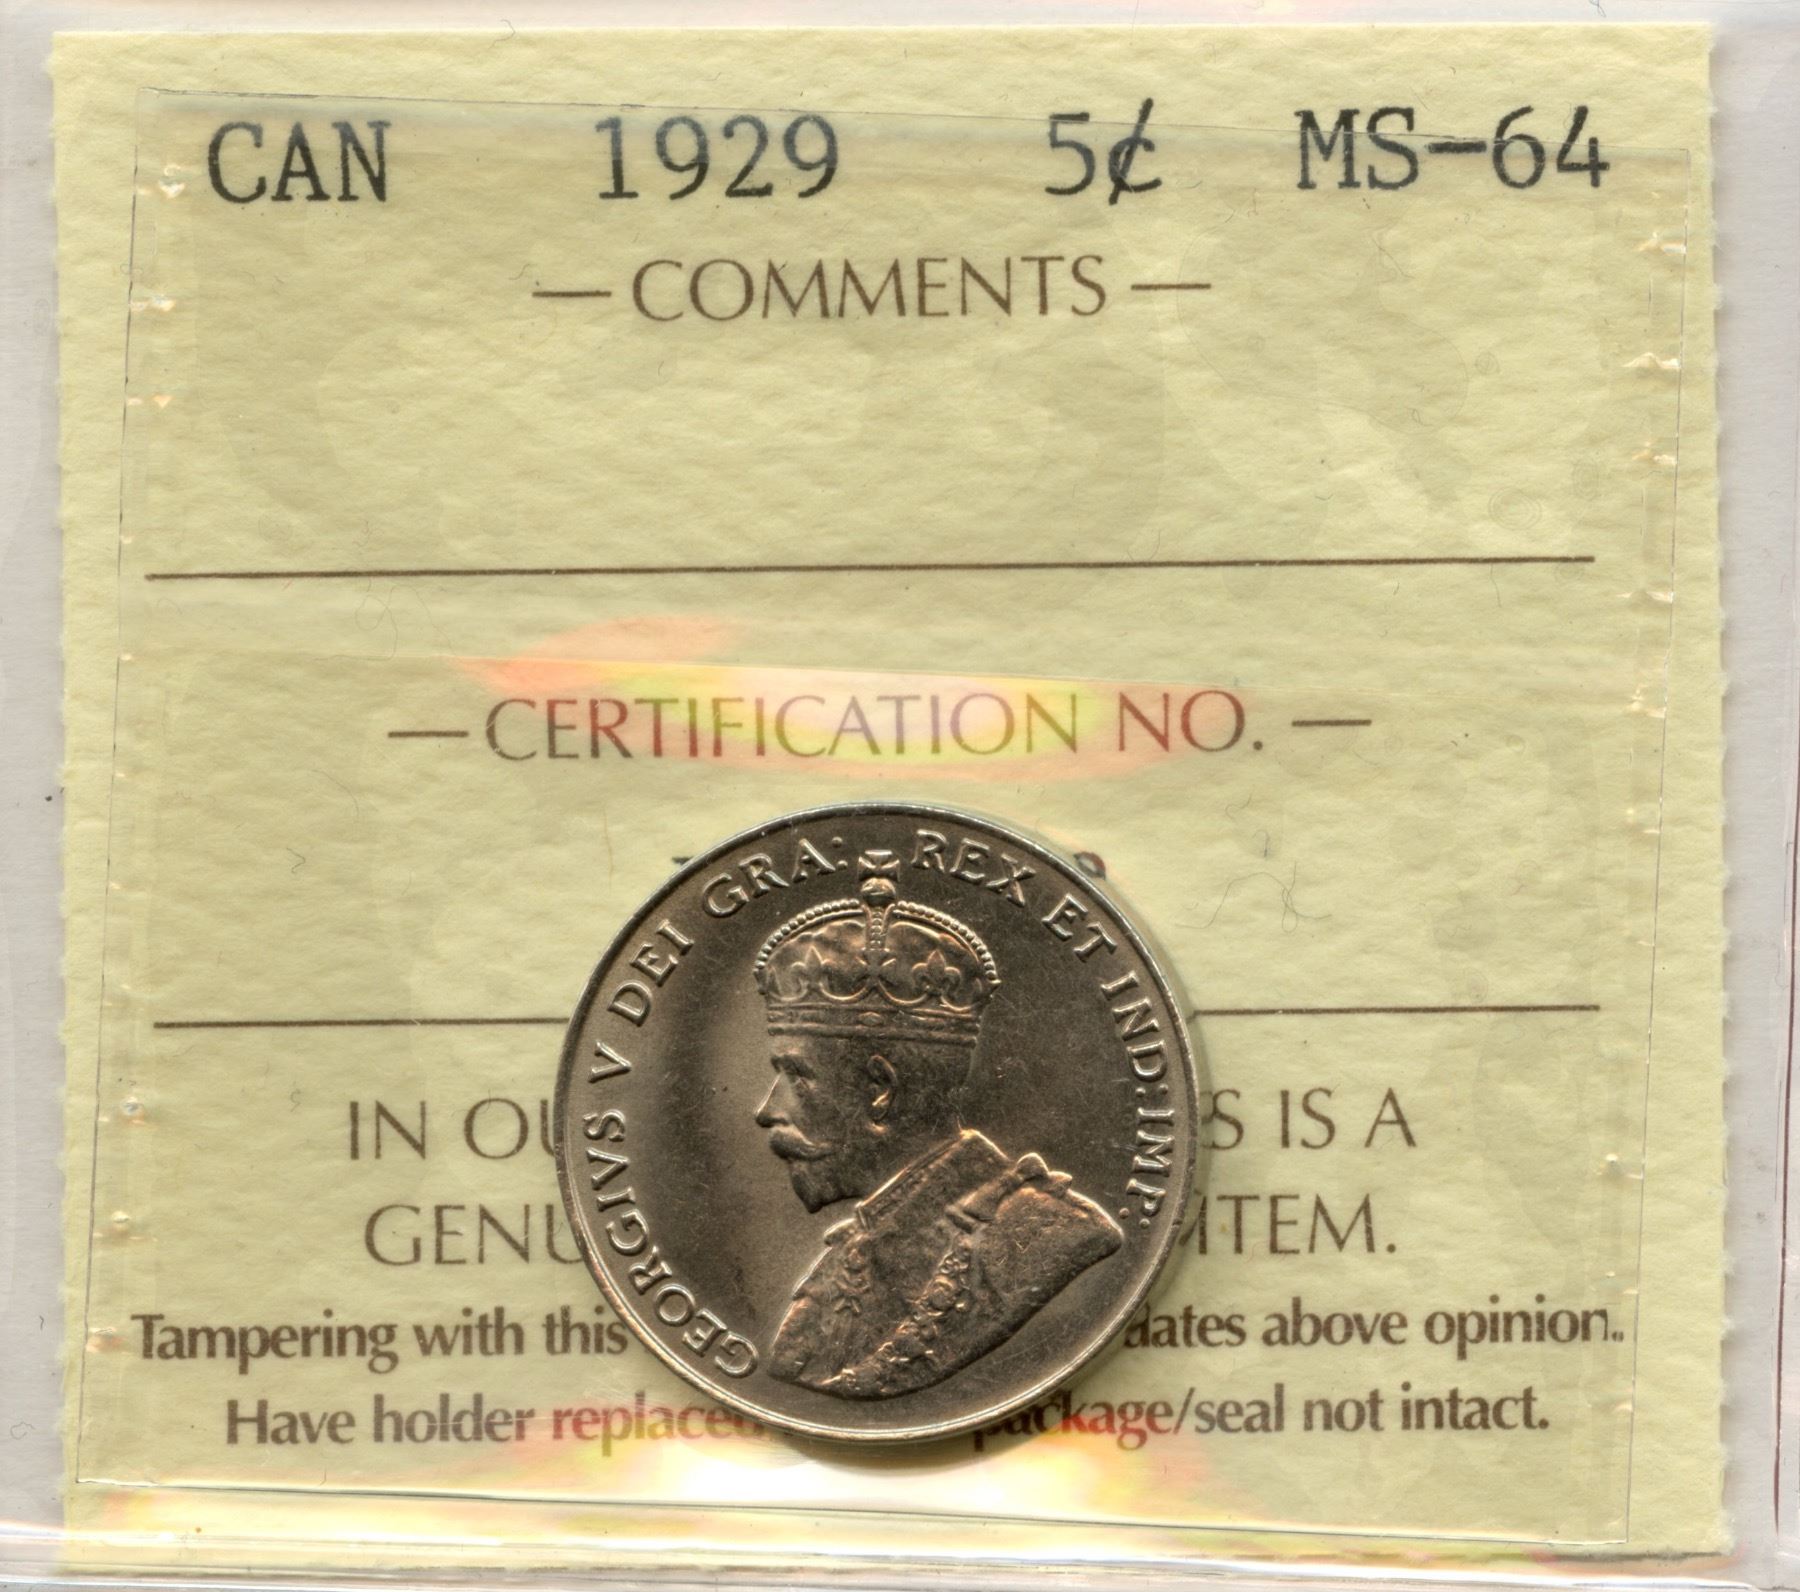 CAN 1929 5¢ MS-64
— COMMENTS —
— CERTIFICATION NO. —
GEORGIVS V DEI GRA: REX ET IND: IMP:
IN OU S IS A
GENU ITEM.
Tampering with this dates above opinion..
Have holder replaced package/seal not intact.